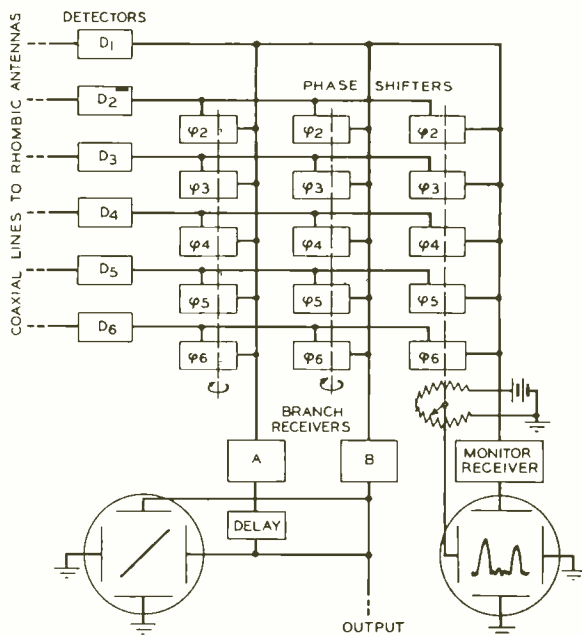 DETECTORS
COAXIAL LINES TO RHOMBIC ANTENNAS
D1
D2
PHASE SHIFTERS
φ2 φ2 φ2
D3
φ3 φ3 φ3
D4
φ4 φ4 φ4
D5
φ5 φ5 φ5
D6
φ6 φ6 φ6
BRANCH
RECEIVERS
A
B
MONITOR
RECEIVER
DELAY
OUTPUT